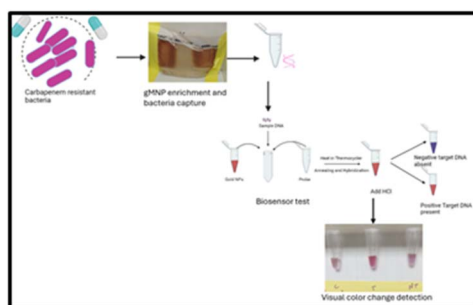 Carbapenem resistant
bacteria
gMNP enrichment and
bacteria capture
Sample DNA
Gold NPs
Probe
Heat in Thermocycler
Annealing and Hybridization
Add HCl
Negative target DNA
absent
Positive Target DNA
present
Biosensor test
Visual color change detection